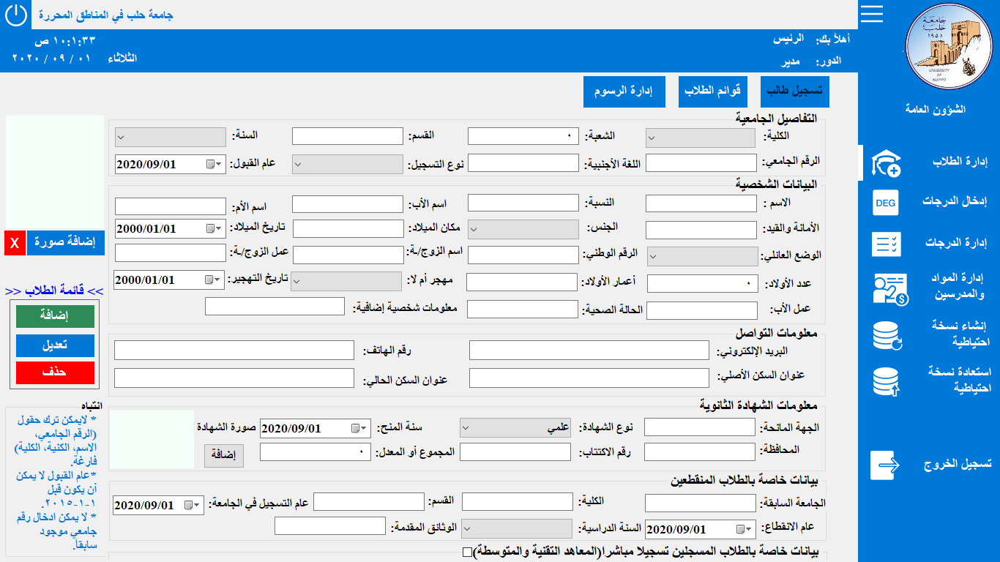 جامعة حلب في المناطق المحررة
أهلاً بك: الرئيس
الدور: مدير
١٠:١:٣٣ ص
الثلاثاء ٠١ / ٠٩ / ٢٠٢٠
جامعة حلب
١٩٥٨
UNIVERSITY
OF
ALEPPO
الشؤون العامة
إدارة الطلاب
DEG
إدخال الدرجات
إدارة الدرجات
إدارة المواد
والمدرسين
إنشاء نسخة
احتياطية
استعادة نسخة
احتياطية
تسجيل الخروج
تسجيل طالب
قوائم الطلاب
إدارة الرسوم
التفاصيل الجامعية
الكلية: الشعبة: ٠ القسم: السنة:
الرقم الجامعي: اللغة الأجنبية: نوع التسجيل: عام القبول: 2020/09/01
البيانات الشخصية
الاسم : النسبة: اسم الأب: اسم الأم:
الأمانة والقيد: الجنس: مكان الميلاد: تاريخ الميلاد: 2000/01/01
الوضع العائلي: الرقم الوطني: اسم الزوج/ـة: عمل الزوج/ـة:
عدد الأولاد: ٠ أعمار الأولاد: مهجر أم لا: تاريخ التهجير: 2000/01/01
عمل الأب: الحالة الصحية: معلومات شخصية إضافية:
معلومات التواصل
البريد الإلكتروني: رقم الهاتف:
عنوان السكن الأصلي: عنوان السكن الحالي:
معلومات الشهادة الثانوية
الجهة المانحة: نوع الشهادة: علمي سنة المنح: 2020/09/01 صورة الشهادة
المحافظة: رقم الاكتتاب: المجموع أو المعدل: ٠ إضافة
بيانات خاصة بالطلاب المنقطعين
الجامعة السابقة: الكلية: القسم: عام التسجيل في الجامعة: 2020/09/01
عام الانقطاع: 2020/09/01 السنة الدراسية: الوثائق المقدمة:
بيانات خاصة بالطلاب المسجلين تسجيلا مباشرا(المعاهد التقنية والمتوسطة)
إضافة صورة X
>> قائمة الطلاب <<
إضافة
تعديل
حذف
انتباه
* لايمكن ترك حقول
(الرقم الجامعي،
الاسم، الكنية، الكلية)
فارغة.
*عام القبول لا يمكن
أن يكون قبل
١-١-٢٠١٥.
* لا يمكن ادخال رقم
جامعي موجود
سابقاً.